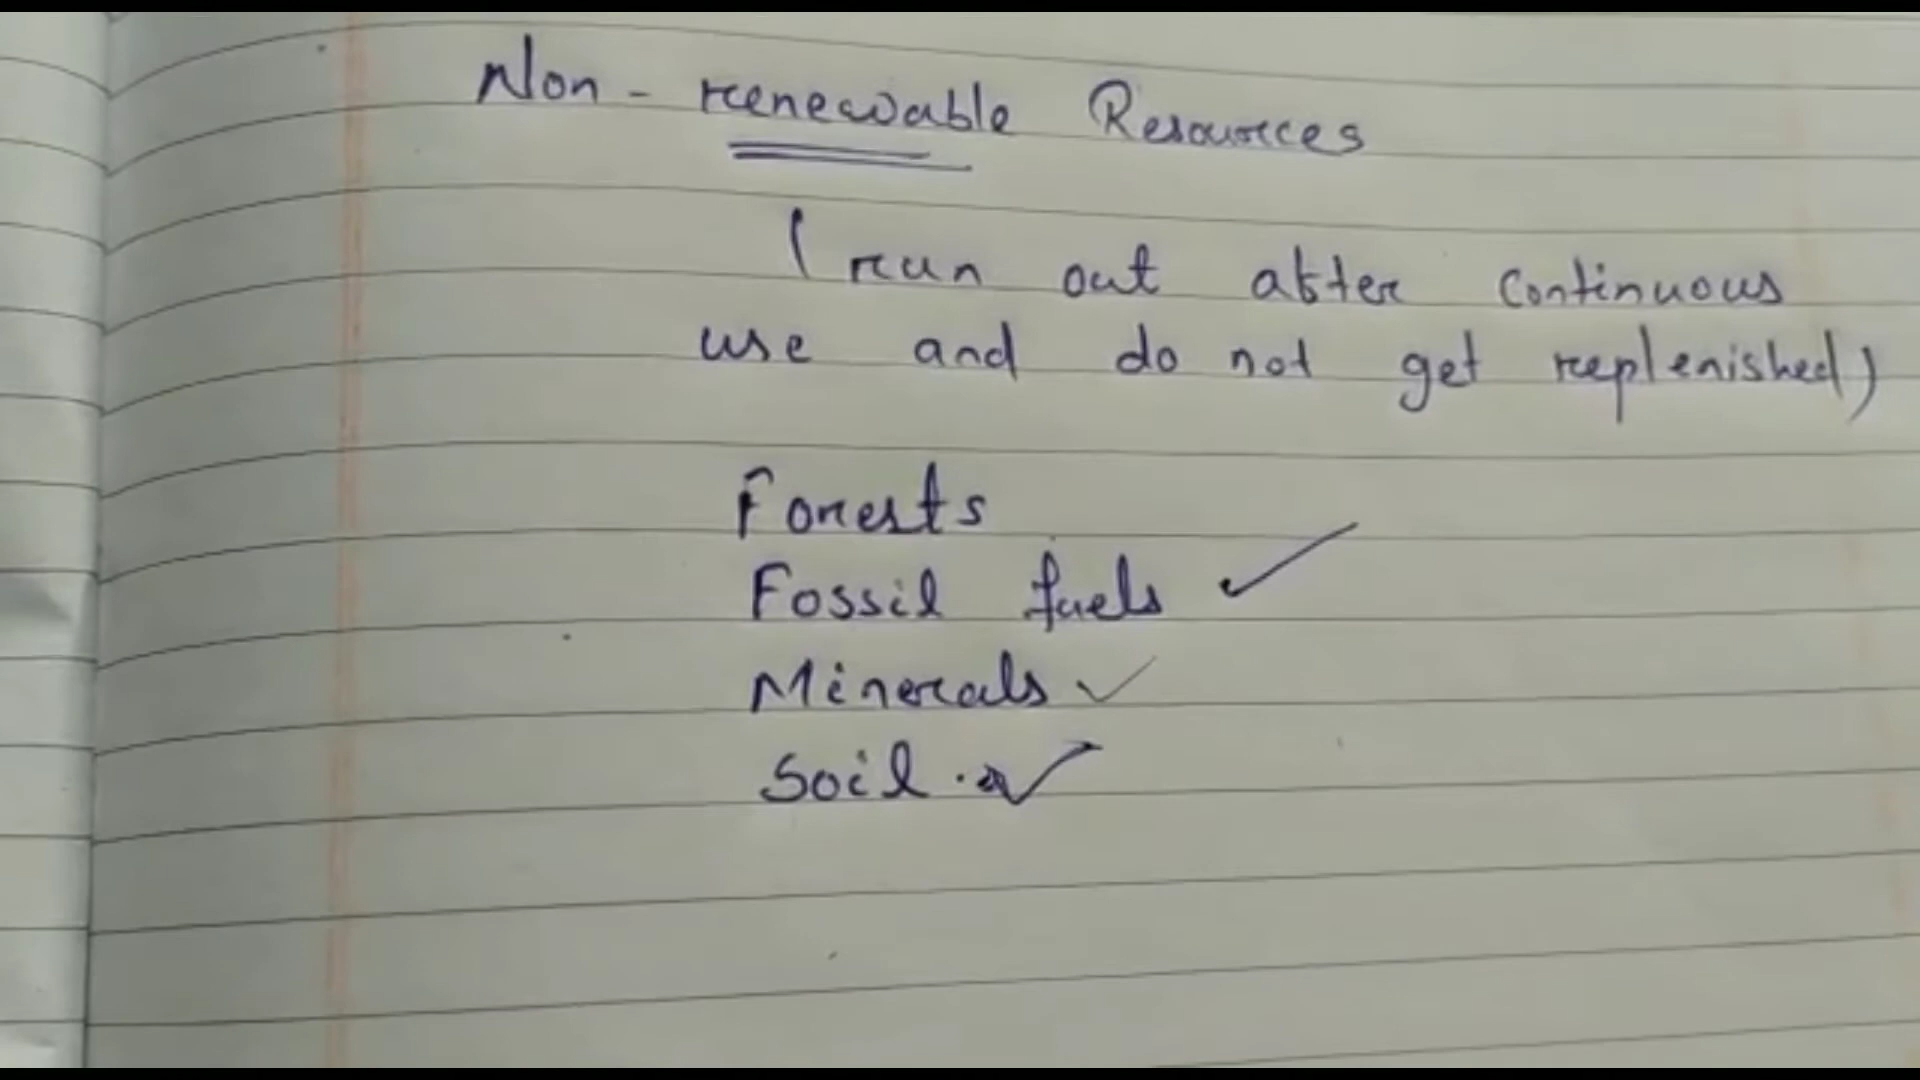 Non - renewable Resources
(run out after continuous
use and do not get replenished)
Forests
Fossil fuels ✓
Minerals ✓
Soil . ✓